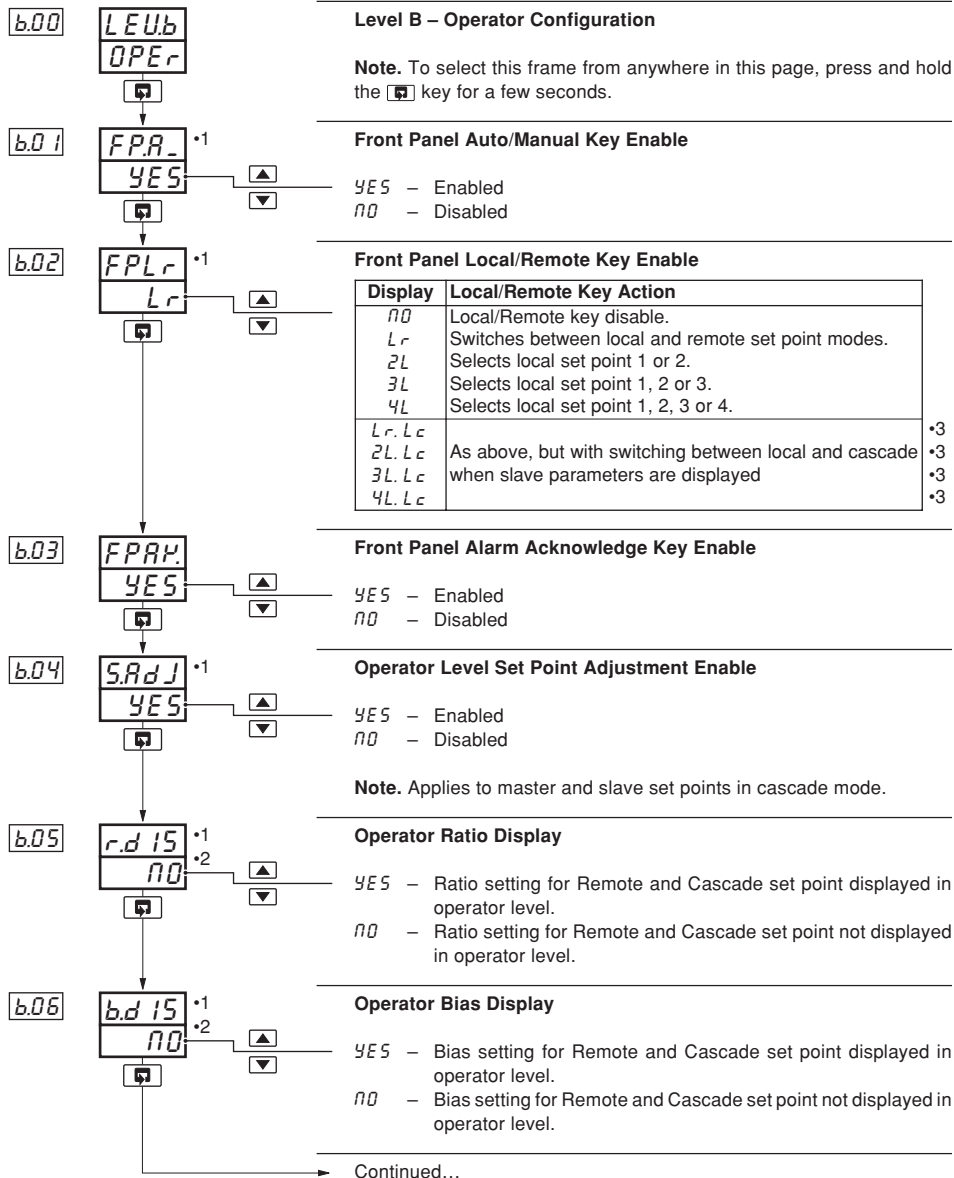 b.00
LEV.b
OPEr
Level B – Operator Configuration
Note. To select this frame from anywhere in this page, press and hold
the key for a few seconds.
b.01
FP.A_ •1
YES
Front Panel Auto/Manual Key Enable
YES – Enabled
NO – Disabled
b.02
FPLr •1
Lr
Front Panel Local/Remote Key Enable
Display Local/Remote Key Action
NO Local/Remote key disable.
Lr Switches between local and remote set point modes.
2L Selects local set point 1 or 2.
3L Selects local set point 1, 2 or 3.
4L Selects local set point 1, 2, 3 or 4.
Lr.Lc •3
2L.Lc As above, but with switching between local and cascade •3
3L.Lc when slave parameters are displayed •3
4L.Lc •3
b.03
FPAK.
YES
Front Panel Alarm Acknowledge Key Enable
YES – Enabled
NO – Disabled
b.04
S.AdJ •1
YES
Operator Level Set Point Adjustment Enable
YES – Enabled
NO – Disabled
Note. Applies to master and slave set points in cascade mode.
b.05
r.dIS •1
NO •2
Operator Ratio Display
YES – Ratio setting for Remote and Cascade set point displayed in
operator level.
NO – Ratio setting for Remote and Cascade set point not displayed
in operator level.
b.06
b.dIS •1
NO •2
Operator Bias Display
YES – Bias setting for Remote and Cascade set point displayed in
operator level.
NO – Bias setting for Remote and Cascade set point not displayed in
operator level.
Continued…